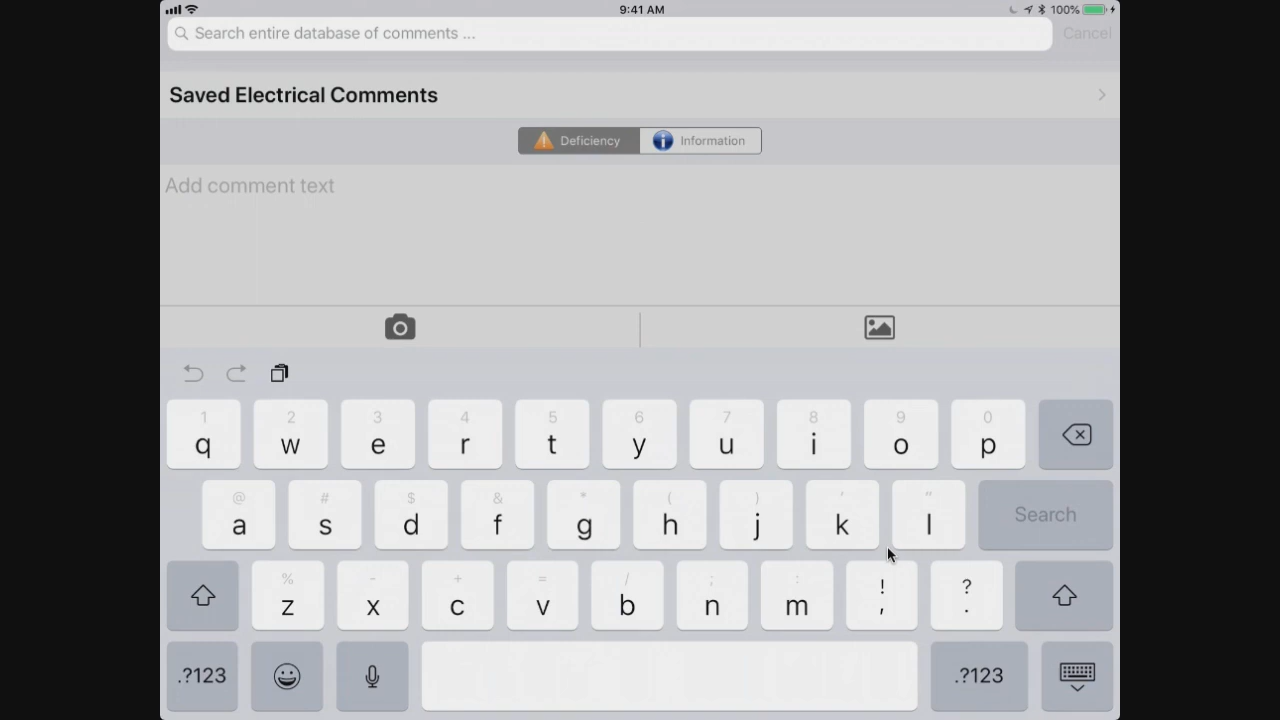 9:41 AM 100%
Search entire database of comments ... Cancel
Saved Electrical Comments
Deficiency Information
Add comment text
1 2 3 4 5 6 7 8 9 0
q w e r t y u i o p
@ # $ & * ( ) ' "
a s d f g h j k l Search
% - + = / ; : ! ?
z x c v b n m , .
.?123 .?123